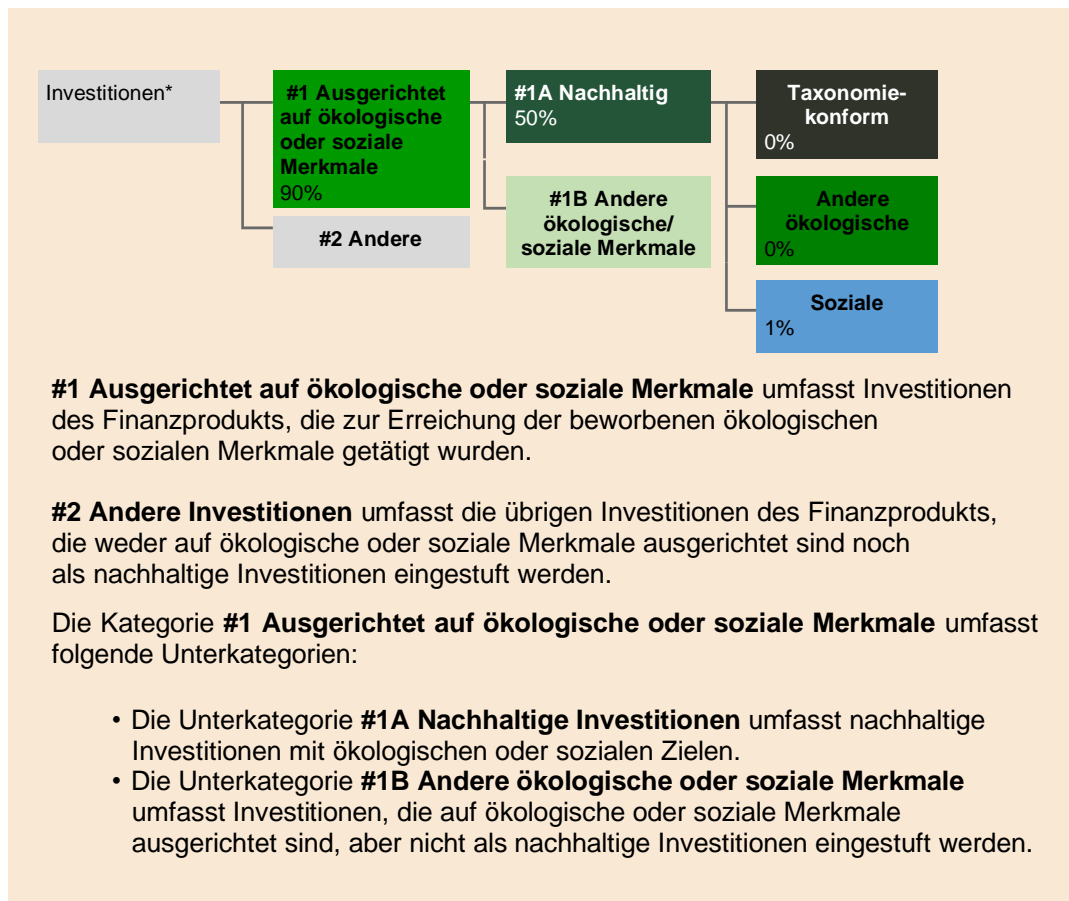 Investitionen*
#1 Ausgerichtet
auf ökologische
oder soziale
Merkmale
90%
#2 Andere
#1A Nachhaltig
50%
#1B Andere
ökologische/
soziale Merkmale
Taxonomie-
konform
0%
Andere
ökologische
0%
Soziale
1%
#1 Ausgerichtet auf ökologische oder soziale Merkmale umfasst Investitionen
des Finanzprodukts, die zur Erreichung der beworbenen ökologischen
oder sozialen Merkmale getätigt wurden.
#2 Andere Investitionen umfasst die übrigen Investitionen des Finanzprodukts,
die weder auf ökologische oder soziale Merkmale ausgerichtet sind noch
als nachhaltige Investitionen eingestuft werden.
Die Kategorie #1 Ausgerichtet auf ökologische oder soziale Merkmale umfasst
folgende Unterkategorien:
• Die Unterkategorie #1A Nachhaltige Investitionen umfasst nachhaltige
Investitionen mit ökologischen oder sozialen Zielen.
• Die Unterkategorie #1B Andere ökologische oder soziale Merkmale
umfasst Investitionen, die auf ökologische oder soziale Merkmale
ausgerichtet sind, aber nicht als nachhaltige Investitionen eingestuft werden.